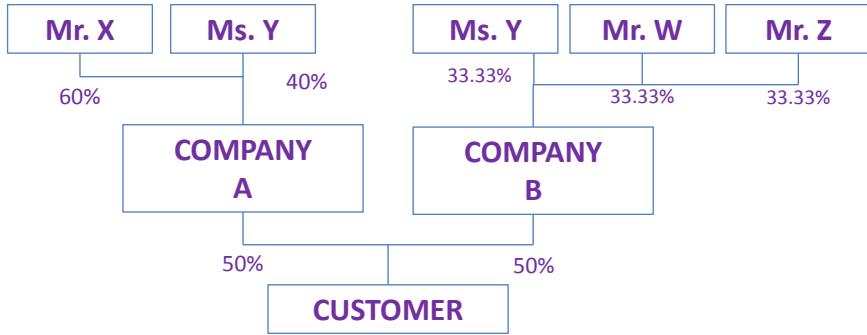 Mr. X
Ms. Y
Ms. Y
Mr. W
Mr. Z
60%
40%
33.33%
33.33%
33.33%
COMPANY
A
COMPANY
B
50%
50%
CUSTOMER